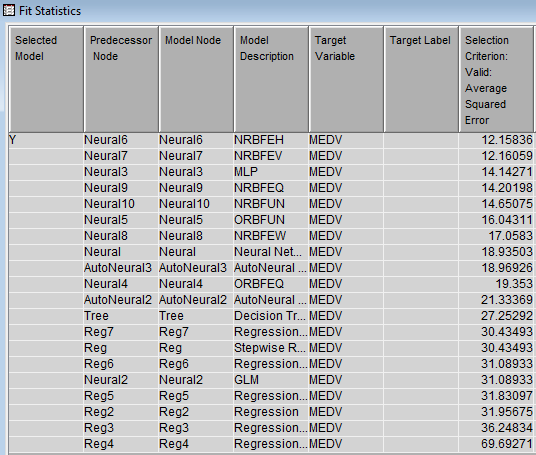 Fit Statistics
Selected Model Predecessor Node Model Node Model Description Target Variable Target Label Selection Criterion: Valid: Average Squared Error
Y Neural6 Neural6 NRBFEH MEDV 12.15836
Neural7 Neural7 NRBFEV MEDV 12.16059
Neural3 Neural3 MLP MEDV 14.14271
Neural9 Neural9 NRBFEQ MEDV 14.20198
Neural10 Neural10 NRBFUN MEDV 14.65075
Neural5 Neural5 ORBFUN MEDV 16.04311
Neural8 Neural8 NRBFEW MEDV 17.0583
Neural Neural Neural Net... MEDV 18.93503
AutoNeural3 AutoNeural3 AutoNeural ... MEDV 18.96926
Neural4 Neural4 ORBFEQ MEDV 19.353
AutoNeural2 AutoNeural2 AutoNeural ... MEDV 21.33369
Tree Tree Decision Tr... MEDV 27.25292
Reg7 Reg7 Regression... MEDV 30.43493
Reg Reg Stepwise R... MEDV 30.43493
Reg6 Reg6 Regression... MEDV 31.08933
Neural2 Neural2 GLM MEDV 31.08933
Reg5 Reg5 Regression... MEDV 31.83097
Reg2 Reg2 Regression MEDV 31.95675
Reg3 Reg3 Regression... MEDV 36.24834
Reg4 Reg4 Regression... MEDV 69.69271